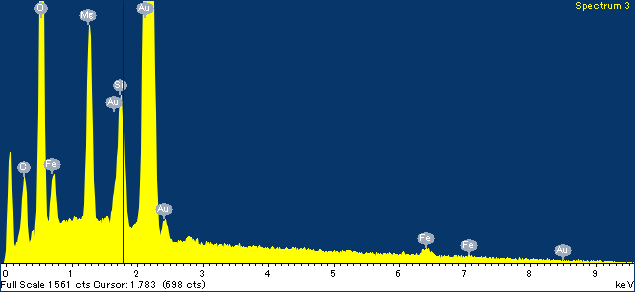 Spectrum 3
O
Au
Mg
Si
Au
C
Fe
Au
Fe
Fe
Au
0 1 2 3 4 5 6 7 8 9
Full Scale 1561 cts Cursor: 1.783 (698 cts) keV